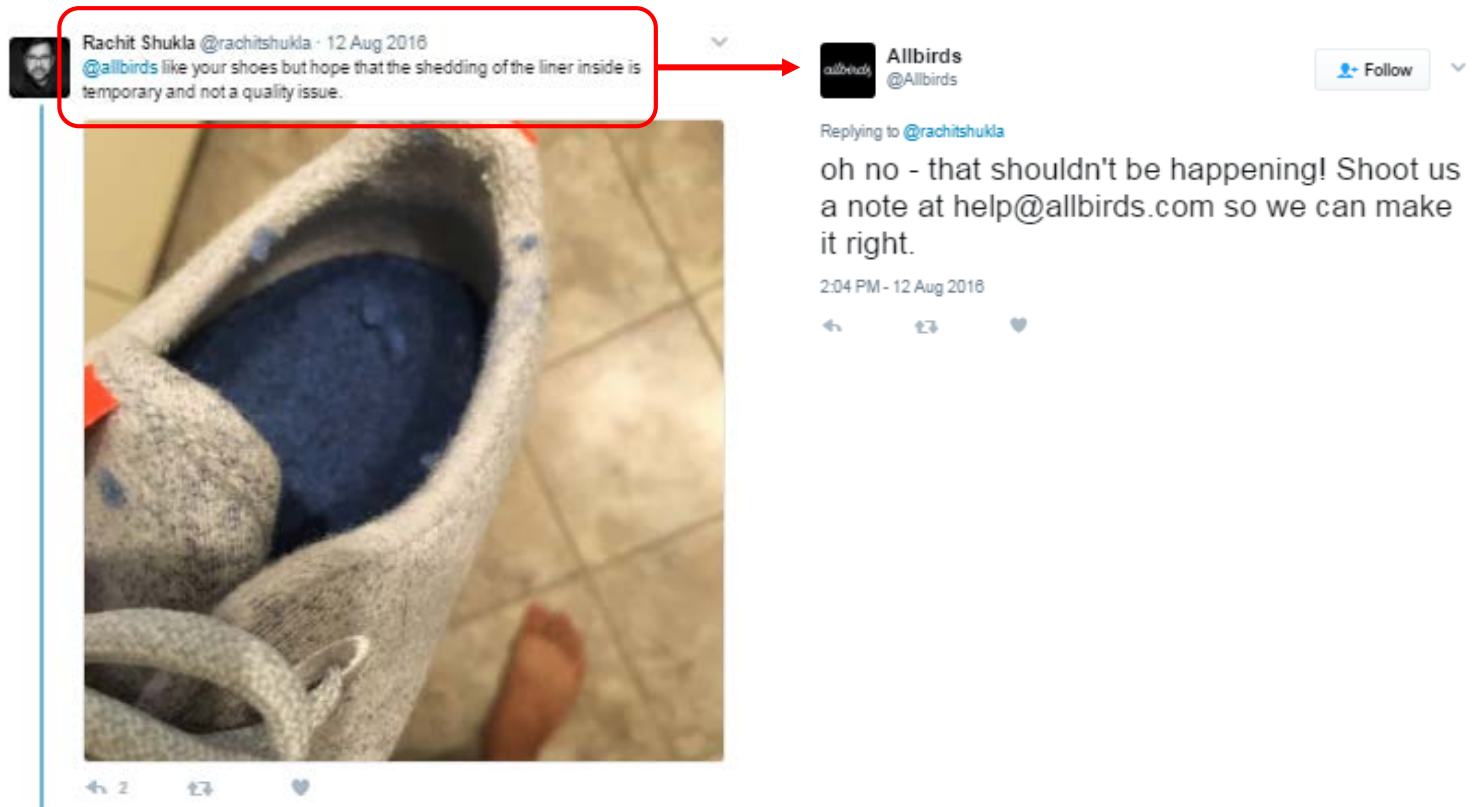 Rachit Shukla @rachitshukla · 12 Aug 2016
@allbirds like your shoes but hope that the shedding of the liner inside is
temporary and not a quality issue.
2
allbirds
Allbirds
@Allbirds
Follow
Replying to @rachitshukla
oh no - that shouldn't be happening! Shoot us
a note at help@allbirds.com so we can make
it right.
2:04 PM - 12 Aug 2016